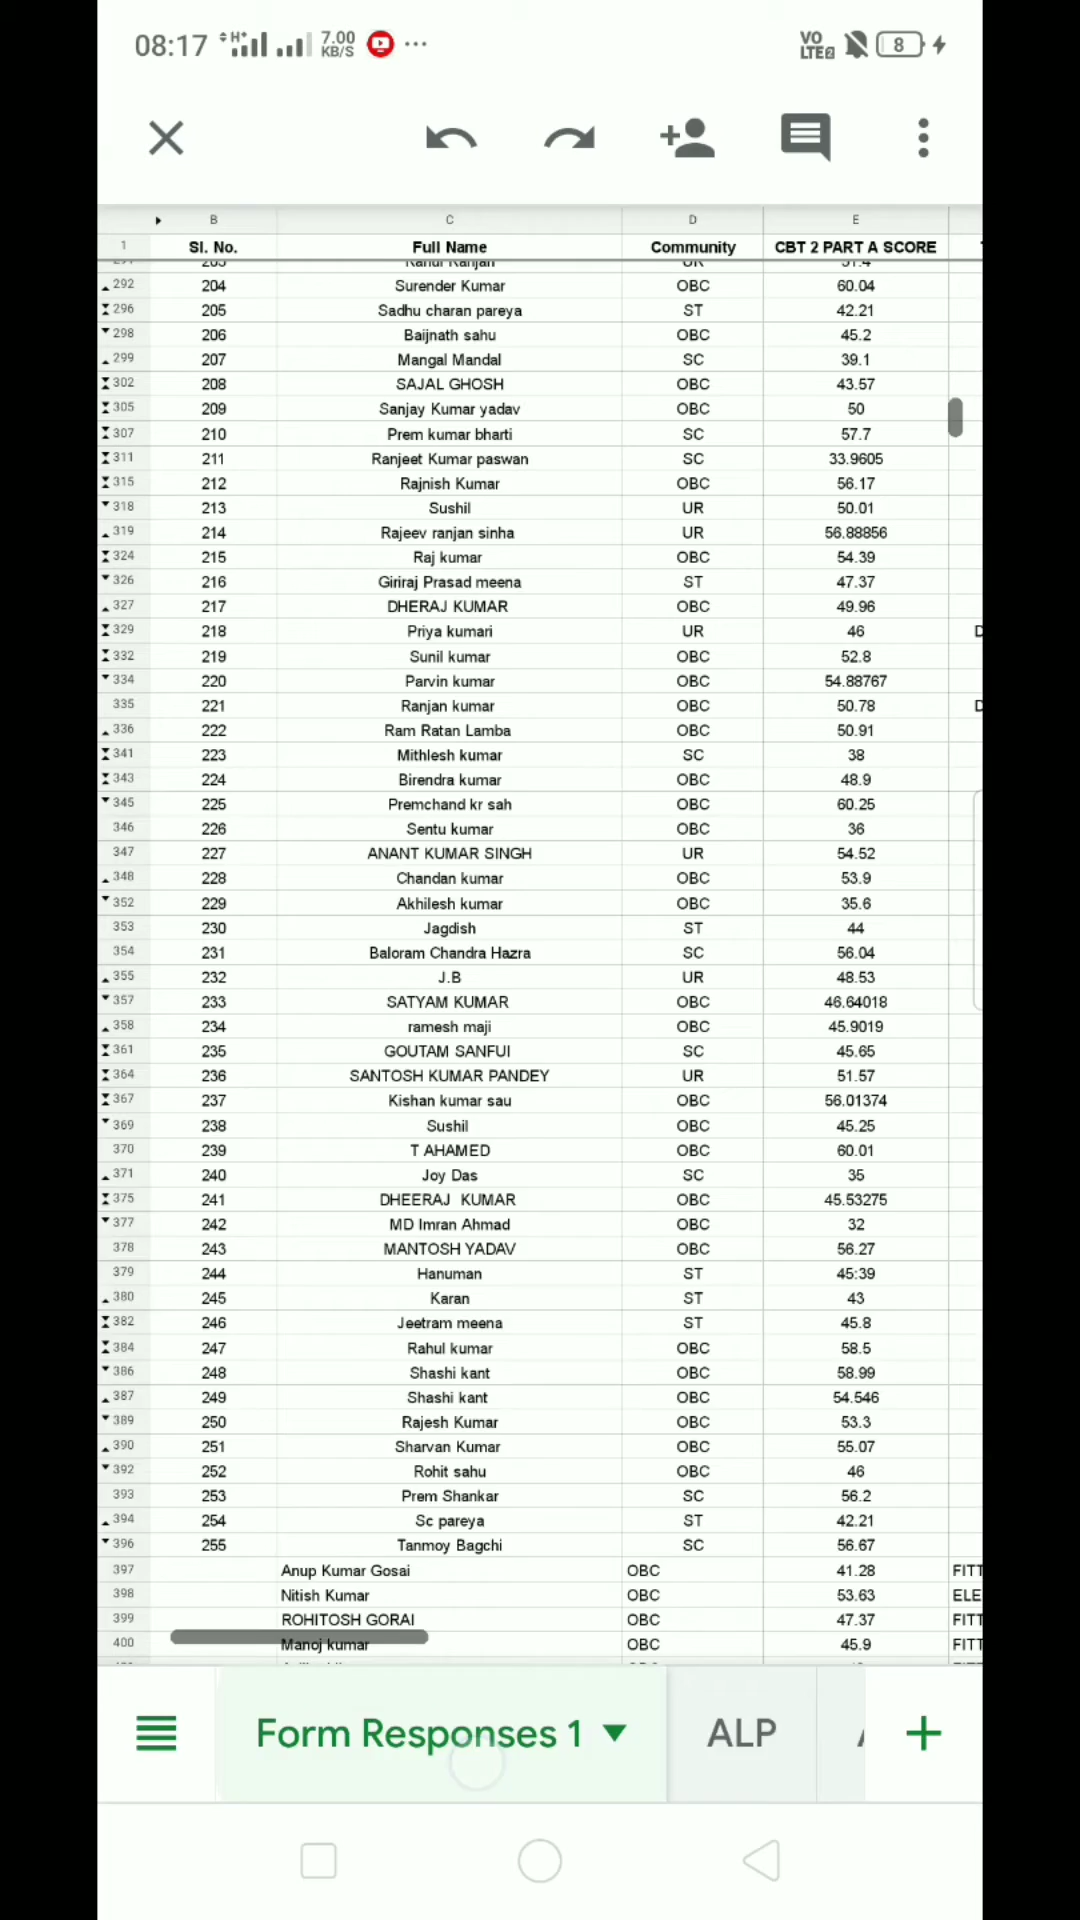 08:17 H+ 7.00 KB/S ... VO LTE2 8
B C D E
1 Sl. No. Full Name Community CBT 2 PART A SCORE
203 Rahul Ranjan UR 51.4
292 204 Surender Kumar OBC 60.04
296 205 Sadhu charan pareya ST 42.21
298 206 Baijnath sahu OBC 45.2
299 207 Mangal Mandal SC 39.1
302 208 SAJAL GHOSH OBC 43.57
305 209 Sanjay Kumar yadav OBC 50
307 210 Prem kumar bharti SC 57.7
311 211 Ranjeet Kumar paswan SC 33.9605
315 212 Rajnish Kumar OBC 56.17
318 213 Sushil UR 50.01
319 214 Rajeev ranjan sinha UR 56.88856
324 215 Raj kumar OBC 54.39
326 216 Giriraj Prasad meena ST 47.37
327 217 DHERAJ KUMAR OBC 49.96
329 218 Priya kumari UR 46 D
332 219 Sunil kumar OBC 52.8
334 220 Parvin kumar OBC 54.88767
335 221 Ranjan kumar OBC 50.78 D
336 222 Ram Ratan Lamba OBC 50.91
341 223 Mithlesh kumar SC 38
343 224 Birendra kumar OBC 48.9
345 225 Premchand kr sah OBC 60.25
346 226 Sentu kumar OBC 36
347 227 ANANT KUMAR SINGH UR 54.52
348 228 Chandan kumar OBC 53.9
352 229 Akhilesh kumar OBC 35.6
353 230 Jagdish ST 44
354 231 Baloram Chandra Hazra SC 56.04
355 232 J.B UR 48.53
357 233 SATYAM KUMAR OBC 46.64018
358 234 ramesh maji OBC 45.9019
361 235 GOUTAM SANFUI SC 45.65
364 236 SANTOSH KUMAR PANDEY UR 51.57
367 237 Kishan kumar sau OBC 56.01374
369 238 Sushil OBC 45.25
370 239 T AHAMED OBC 60.01
371 240 Joy Das SC 35
375 241 DHEERAJ KUMAR OBC 45.53275
377 242 MD Imran Ahmad OBC 32
378 243 MANTOSH YADAV OBC 56.27
379 244 Hanuman ST 45:39
380 245 Karan ST 43
382 246 Jeetram meena ST 45.8
384 247 Rahul kumar OBC 58.5
386 248 Shashi kant OBC 58.99
387 249 Shashi kant OBC 54.546
389 250 Rajesh Kumar OBC 53.3
390 251 Sharvan Kumar OBC 55.07
392 252 Rohit sahu OBC 46
393 253 Prem Shankar SC 56.2
394 254 Sc pareya ST 42.21
396 255 Tanmoy Bagchi SC 56.67
397 Anup Kumar Gosai OBC 41.28 FITT
398 Nitish Kumar OBC 53.63 ELE
399 ROHITOSH GORAI OBC 47.37 FITT
400 Manoj kumar OBC 45.9 FITT
Form Responses 1 ALP